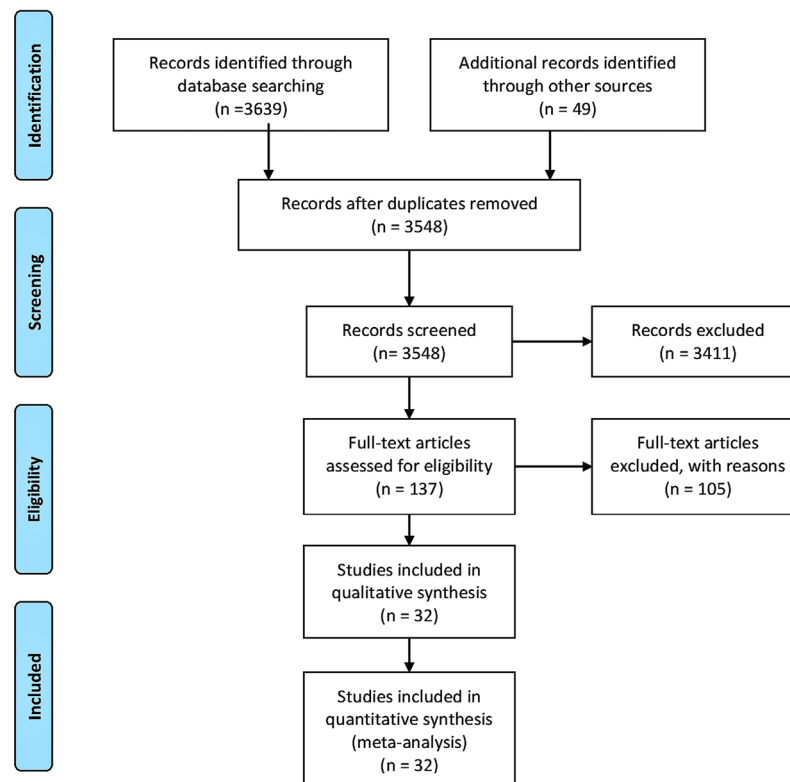 Identification
Records identified through
database searching
(n =3639)
Additional records identified
through other sources
(n = 49)
Records after duplicates removed
(n = 3548)
Screening
Records screened
(n= 3548)
Records excluded
(n = 3411)
Eligibility
Full-text articles
assessed for eligibility
(n = 137)
Full-text articles
excluded, with reasons
(n = 105)
Studies included in
qualitative synthesis
(n = 32)
Included
Studies included in
quantitative synthesis
(meta-analysis)
(n = 32)